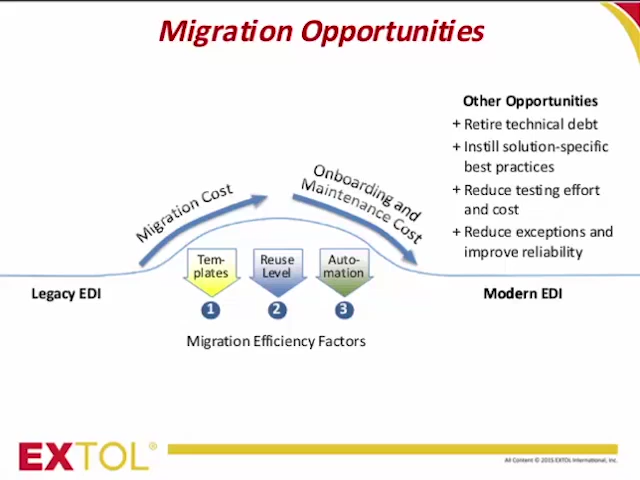 Migration Opportunities
Other Opportunities
+ Retire technical debt
+ Instill solution-specific
best practices
+ Reduce testing effort
and cost
+ Reduce exceptions and
improve reliability
Migration Cost
Onboarding and
Maintenance Cost
Tem-
plates
Reuse
Level
Auto-
mation
Legacy EDI
Modern EDI
1
2
3
Migration Efficiency Factors
EXTOL®
All Content © 2015 EXTOL International, Inc.